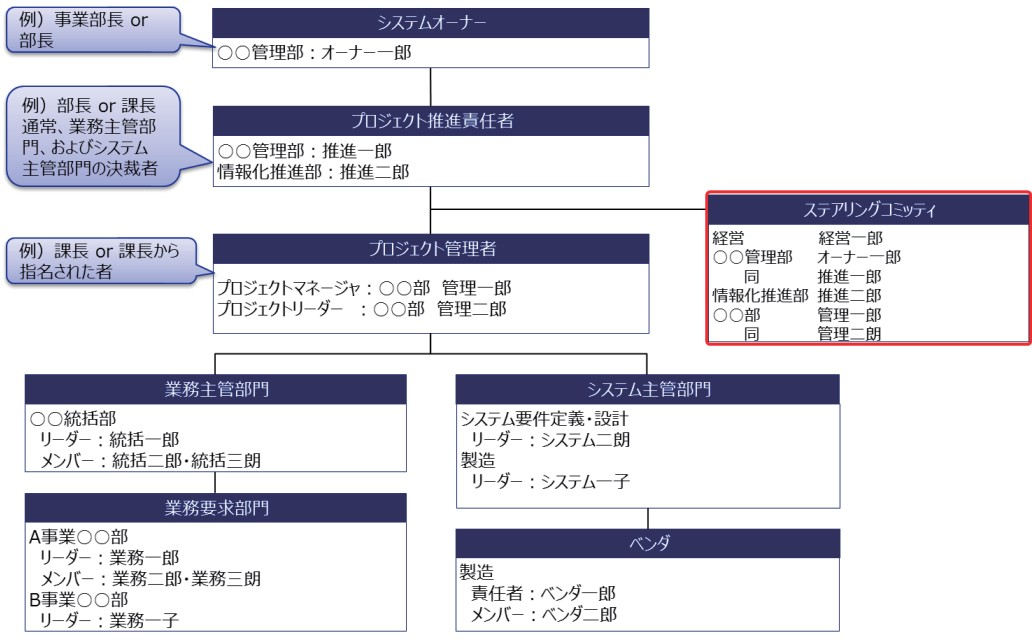 例）事業部長 or
部長
システムオーナー
○○管理部：オーナー一郎
例）部長 or 課長
通常、業務主管部
門、およびシステム
主管部門の決裁者
プロジェクト推進責任者
○○管理部：推進一郎
情報化推進部：推進二郎
ステアリングコミッティ
経営 経営一郎
○○管理部 オーナー一郎
同 推進一郎
情報化推進部 推進二郎
○○部 管理一郎
同 管理二朗
例）課長 or 課長から
指名された者
プロジェクト管理者
プロジェクトマネージャ：○○部 管理一郎
プロジェクトリーダー ：○○部 管理二郎
業務主管部門
○○統括部
リーダー：統括一郎
メンバー：統括二郎・統括三朗
業務要求部門
A事業○○部
リーダー：業務一郎
メンバー：業務二郎・業務三朗
B事業○○部
リーダー：業務一子
システム主管部門
システム要件定義・設計
リーダー：システム二朗
製造
リーダー：システム一子
ベンダ
製造
責任者：ベンダ一郎
メンバー：ベンダ二郎